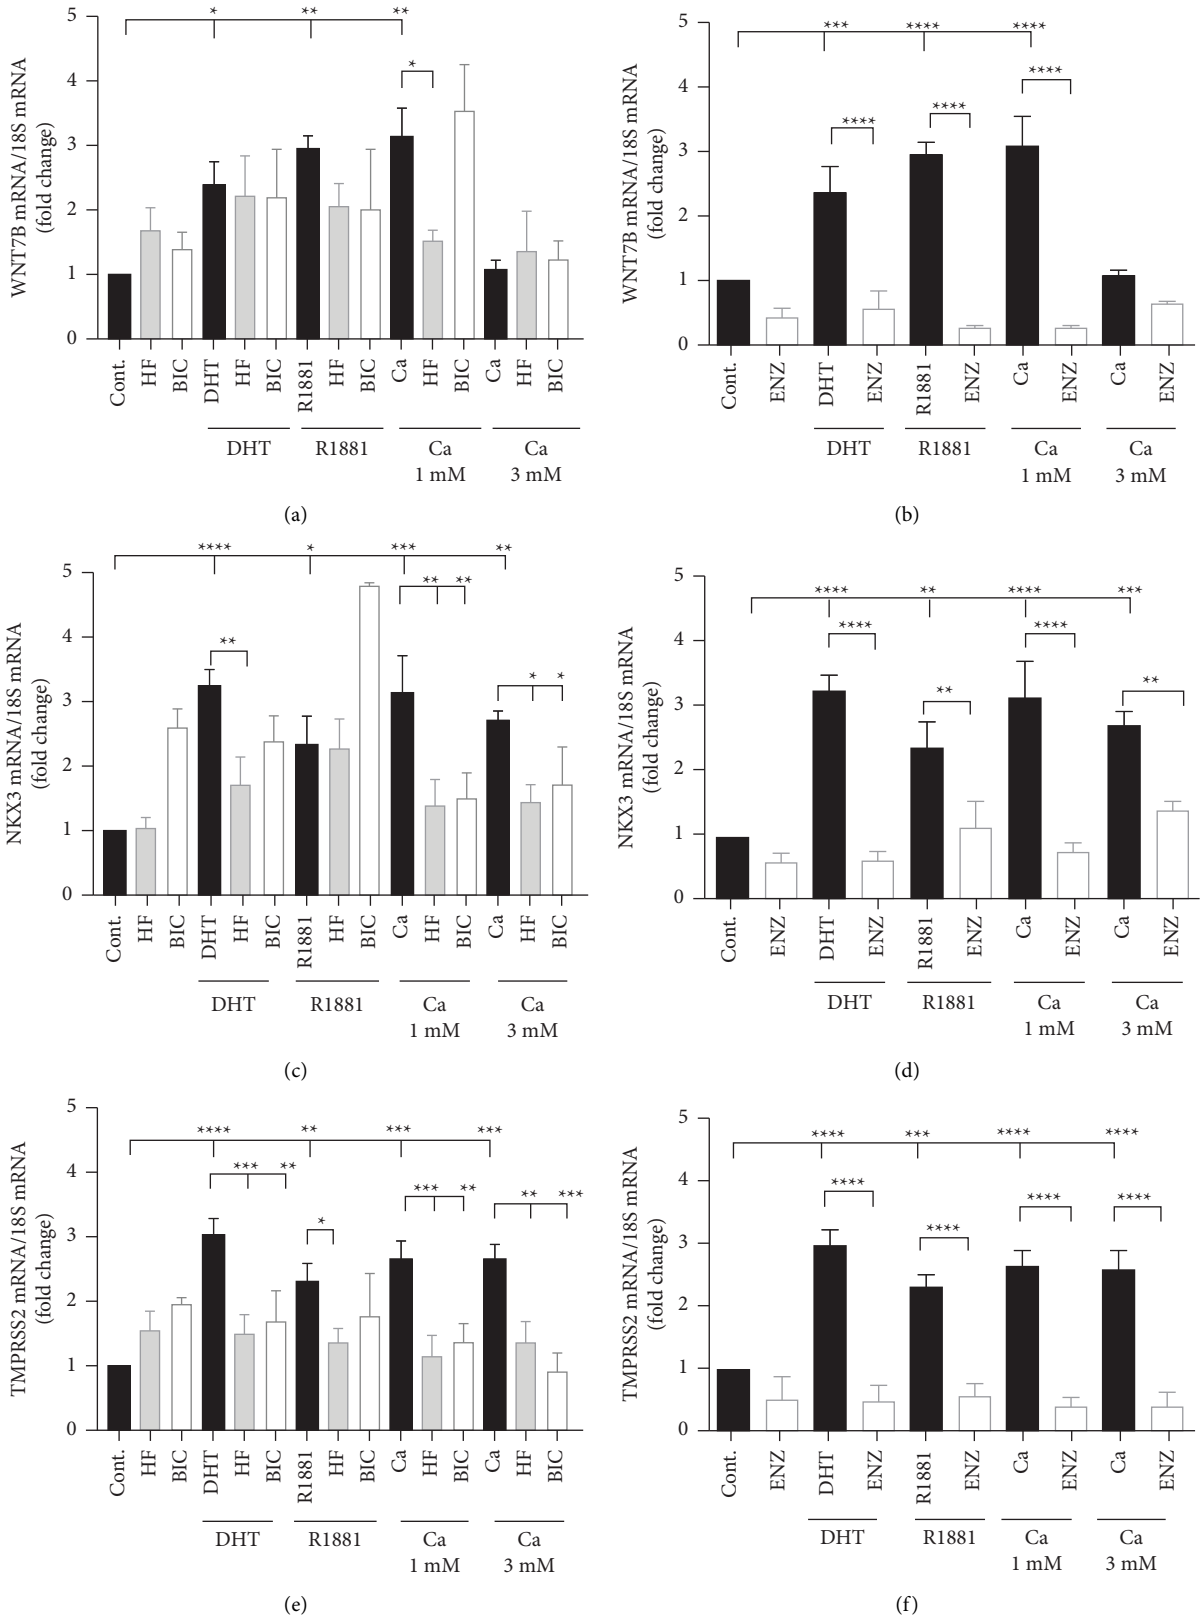 WNT7B mRNA/18S mRNA
(fold change)
5
4
3
2
1
0
* ** **
*
Cont. HF BIC DHT HF BIC R1881 HF BIC Ca HF BIC Ca HF BIC
DHT R1881 Ca Ca
1 mM 3 mM
(a)
WNT7B mRNA/18S mRNA
(fold change)
5
4
3
2
1
0
*** **** ****
**** **** ****
Cont. ENZ DHT ENZ R1881 ENZ Ca ENZ Ca ENZ
DHT R1881 Ca Ca
1 mM 3 mM
(b)
NKX3 mRNA/18S mRNA
(fold change)
5
4
3
2
1
0
**** * *** **
** ** ** * *
Cont. HF BIC DHT HF BIC R1881 HF BIC Ca HF BIC Ca HF BIC
DHT R1881 Ca Ca
1 mM 3 mM
(c)
NKX3 mRNA/18S mRNA
(fold change)
5
4
3
2
1
0
**** ** **** ***
**** ** **** **
Cont. ENZ DHT ENZ R1881 ENZ Ca ENZ Ca ENZ
DHT R1881 Ca Ca
1 mM 3 mM
(d)
TMPRSS2 mRNA/18S mRNA
(fold change)
5
4
3
2
1
0
**** ** *** ***
*** ** * *** ** ** ***
Cont. HF BIC DHT HF BIC R1881 HF BIC Ca HF BIC Ca HF BIC
DHT R1881 Ca Ca
1 mM 3 mM
(e)
TMPRSS2 mRNA/18S mRNA
(fold change)
5
4
3
2
1
0
**** *** **** ****
**** **** **** ****
Cont. ENZ DHT ENZ R1881 ENZ Ca ENZ Ca ENZ
DHT R1881 Ca Ca
1 mM 3 mM
(f)